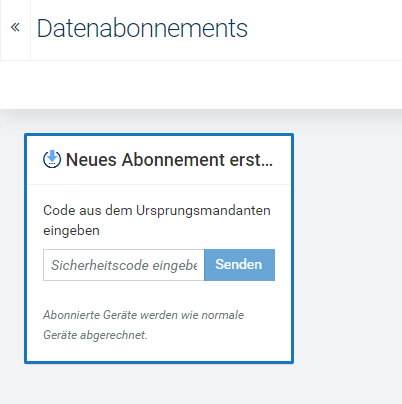 « Datenabonnements
Neues Abonnement erst...
Code aus dem Ursprungsmandanten
eingeben
Sicherheitscode eingebe Senden
Abonnierte Geräte werden wie normale
Geräte abgerechnet.